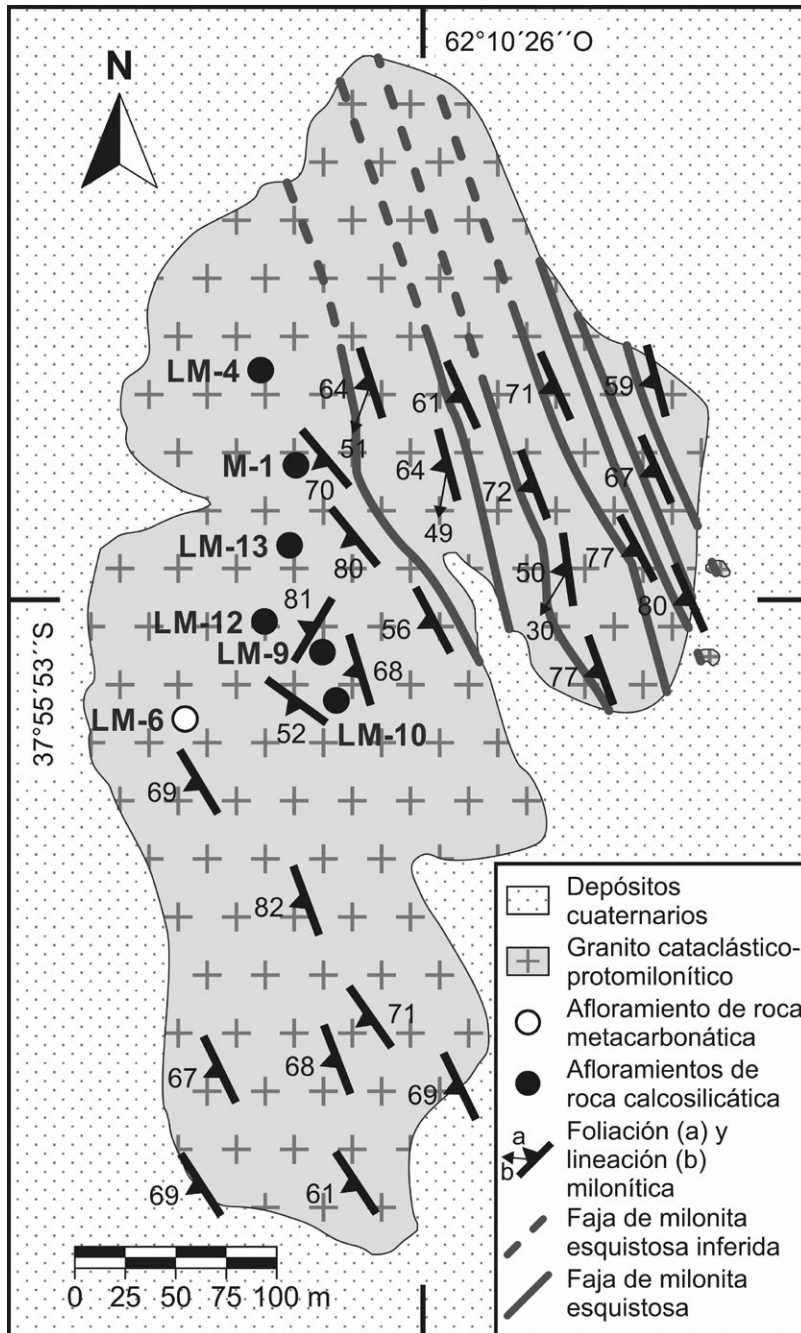 62°10´26´´O
N
LM-4
64
61
71
59
51
M-1
70
64
72
67
49
LM-13
80
50
77
81
80
LM-12
56
30
LM-9
68
77
37°55´53´´S
LM-6
52
LM-10
69
82
71
67
68
69
69
61
0 25 50 75 100 m
Depósitos
cuaternarios
Granito cataclástico-
protomilonítico
Afloramiento de roca
metacarbonática
Afloramientos de
roca calcosilicática
a
b
Foliación (a) y
lineación (b)
milonítica
Faja de milonita
esquistosa inferida
Faja de milonita
esquistosa